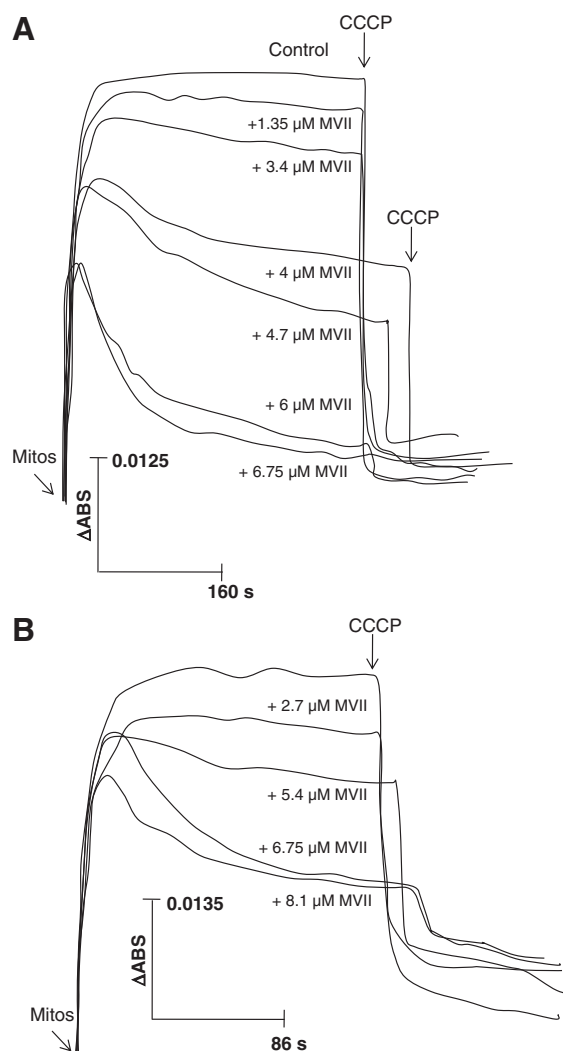 A
CCCP
Control
+1.35 µM MVII
+ 3.4 µM MVII
CCCP
+ 4 µM MVII
+ 4.7 µM MVII
+ 6 µM MVII
Mitos
0.0125
+ 6.75 µM MVII
ΔABS
160 s
B
CCCP
+ 2.7 µM MVII
+ 5.4 µM MVII
+ 6.75 µM MVII
+ 8.1 µM MVII
0.0135
ΔABS
Mitos
86 s